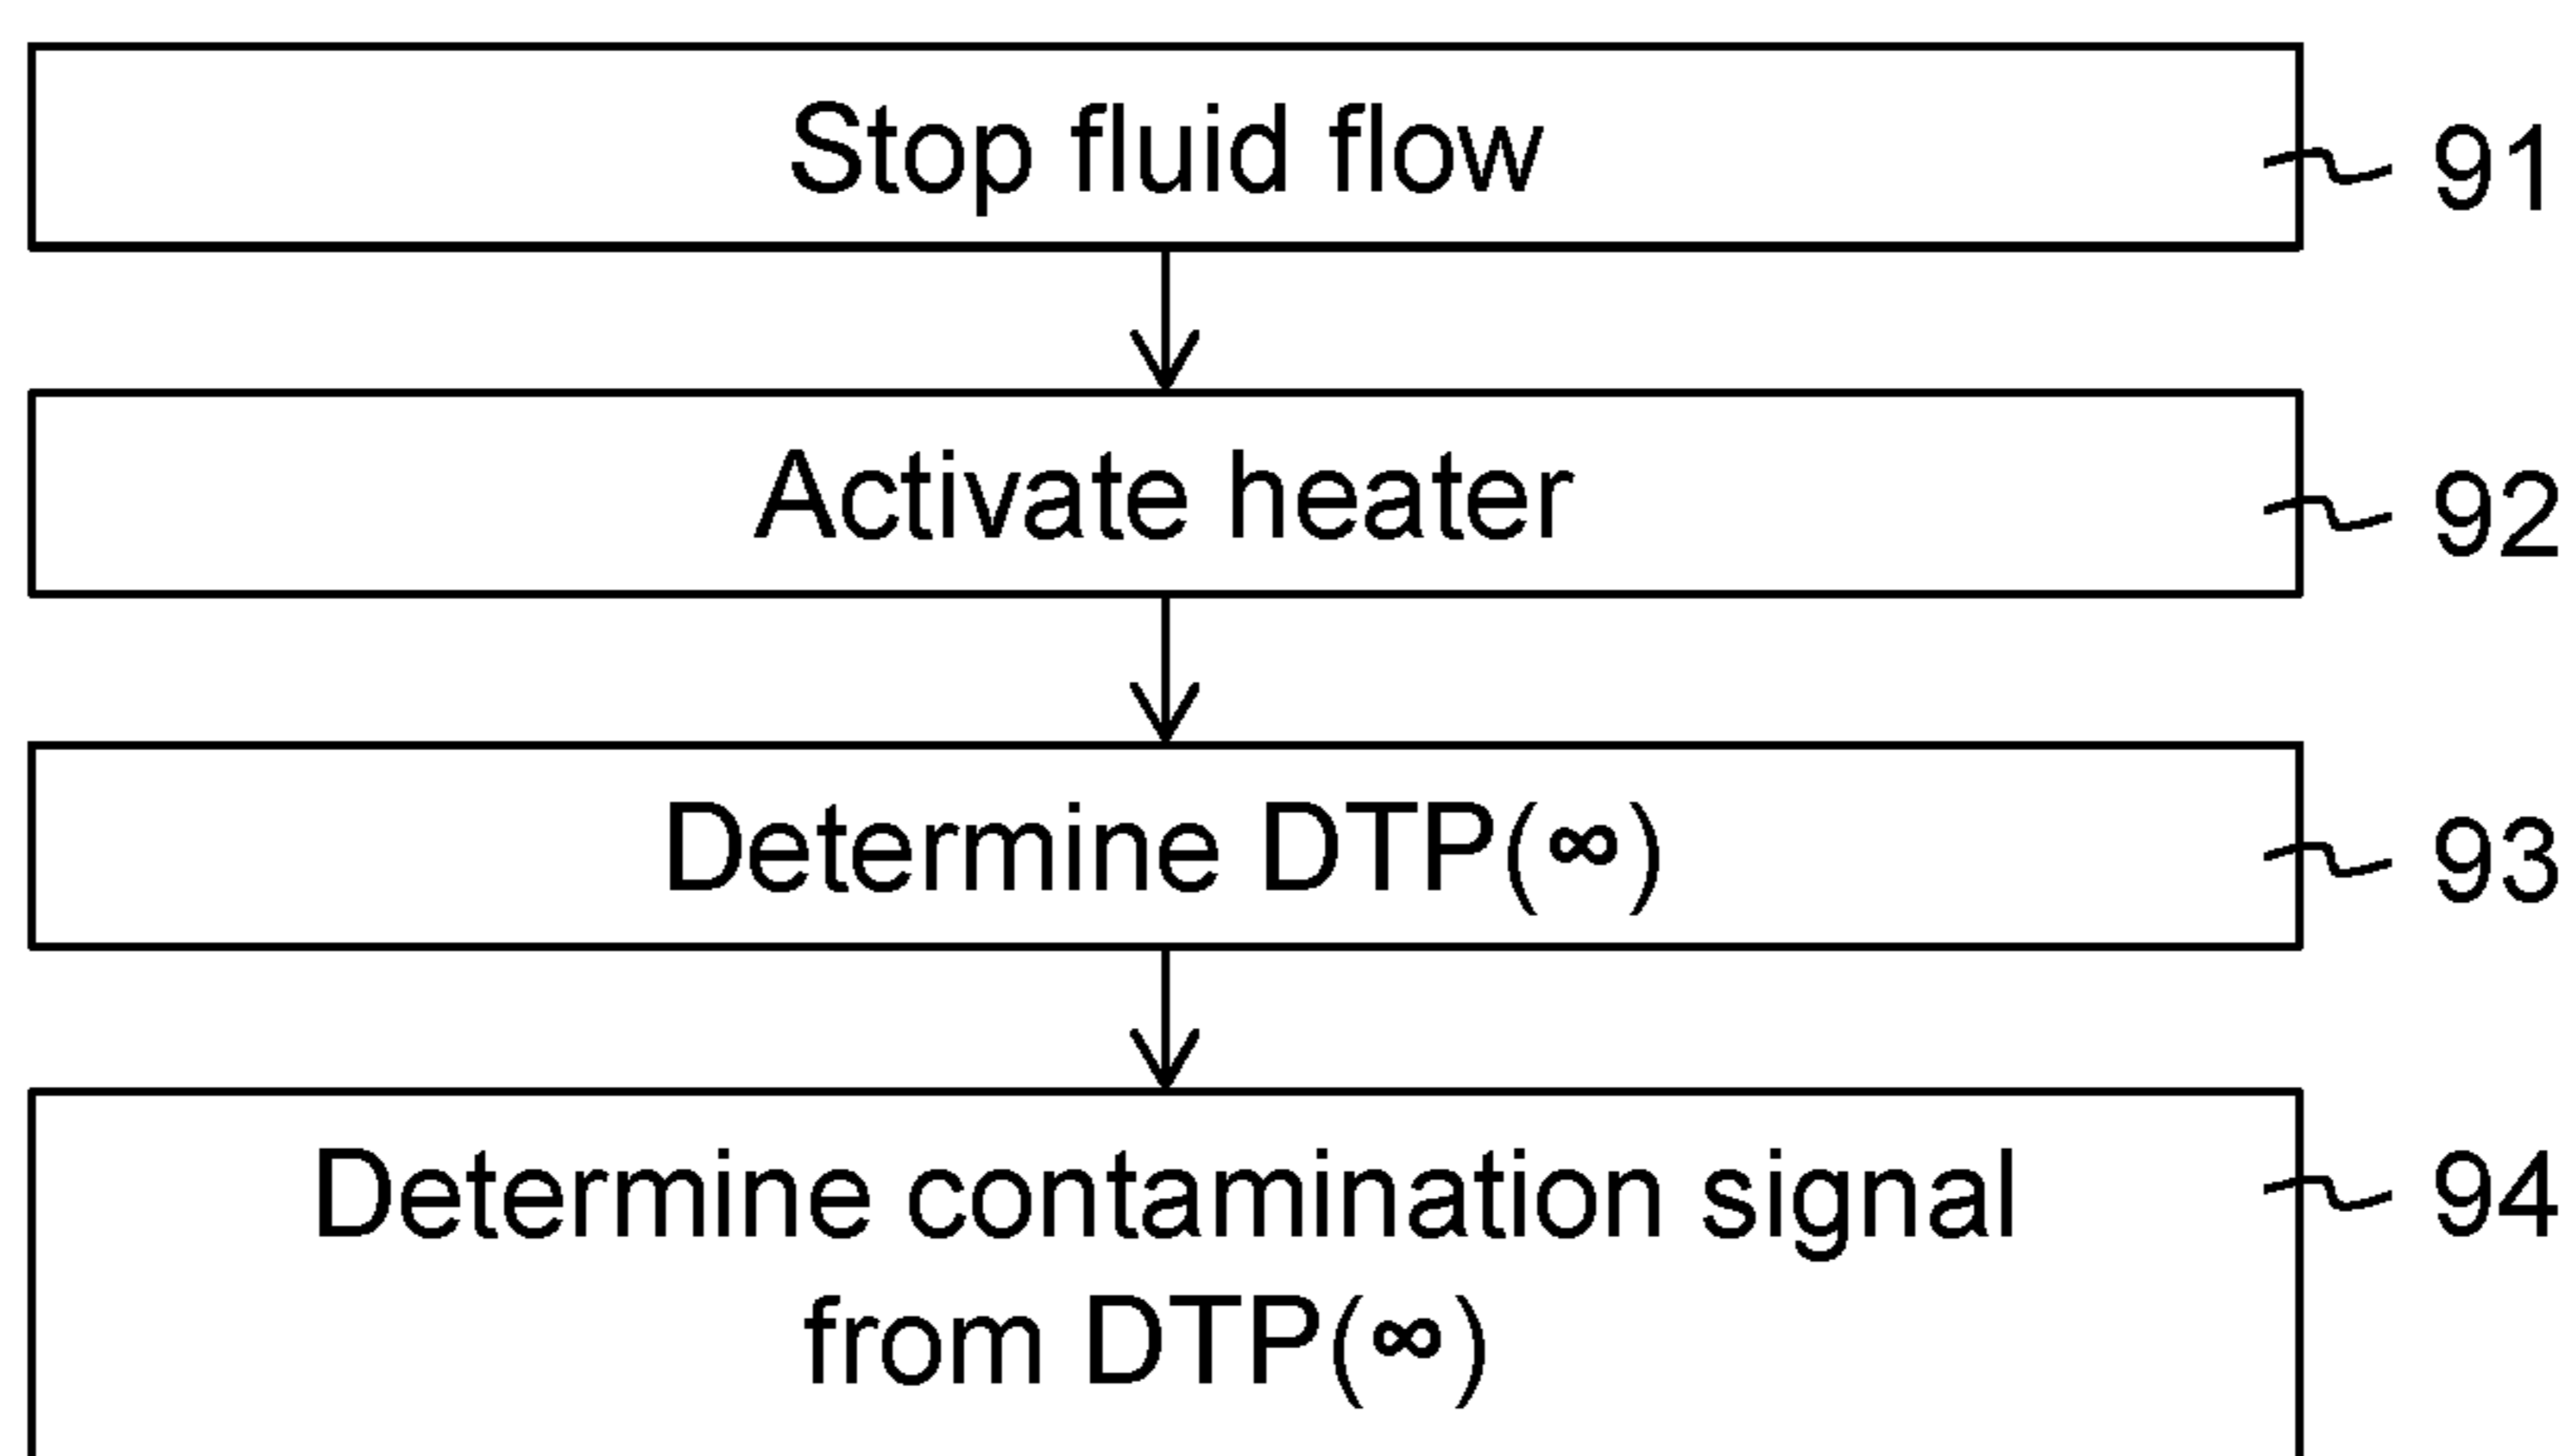 Stop fluid flow
91
Activate heater
92
Determine DTP(∞)
93
Determine contamination signal
94
from DTP(∞)